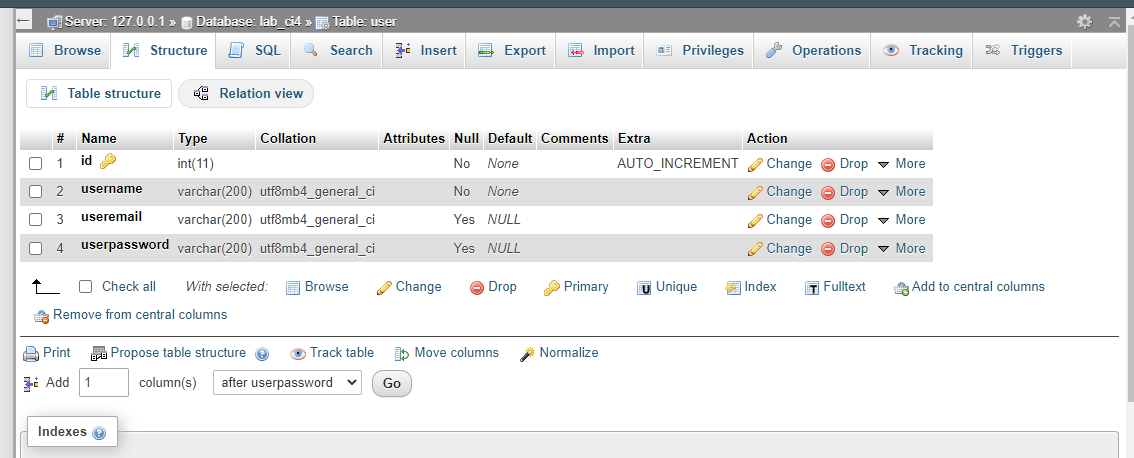 Server: 127.0.0.1 » Database: lab_ci4 » Table: user
Browse Structure SQL Search Insert Export Import Privileges Operations Tracking Triggers
Table structure Relation view
# Name Type Collation Attributes Null Default Comments Extra Action
1 id int(11) No None AUTO_INCREMENT Change Drop More
2 username varchar(200) utf8mb4_general_ci No None Change Drop More
3 useremail varchar(200) utf8mb4_general_ci Yes NULL Change Drop More
4 userpassword varchar(200) utf8mb4_general_ci Yes NULL Change Drop More
Check all With selected: Browse Change Drop Primary Unique Index Fulltext Add to central columns
Remove from central columns
Print Propose table structure Track table Move columns Normalize
Add 1 column(s) after userpassword Go
Indexes